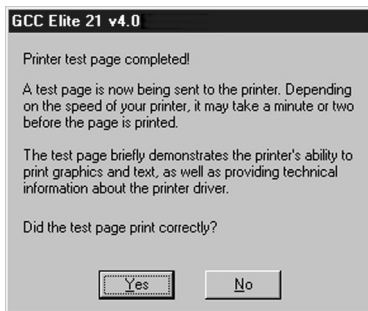 GCC Elite 21 v4.0
Printer test page completed!
A test page is now being sent to the printer. Depending
on the speed of your printer, it may take a minute or two
before the page is printed.
The test page briefly demonstrates the printer's ability to
print graphics and text, as well as providing technical
information about the printer driver.
Did the test page print correctly?
Yes No